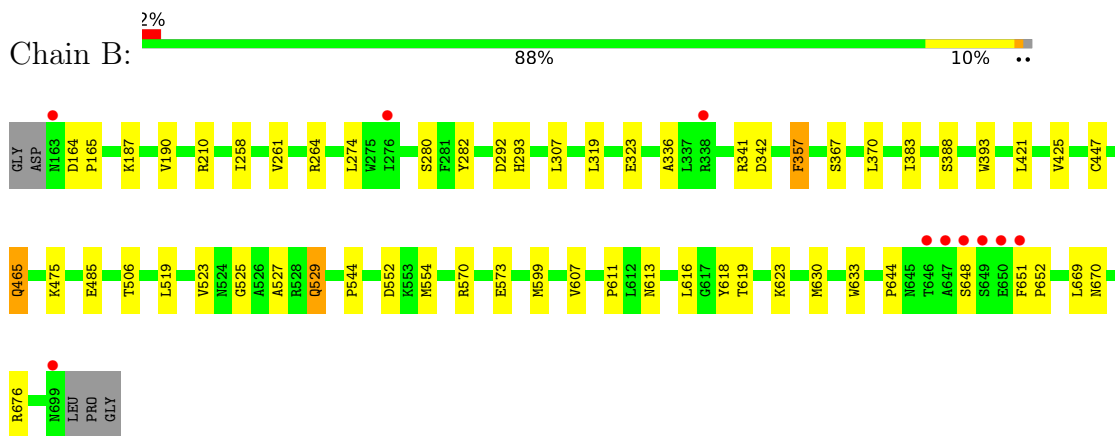 2%
Chain B:
88% 10% ••
GLY ASP N163 D164 P165 K187 V190 R210 I258 V261 R264 L274 W275 I276 S280 F281 Y282 D292 H293 L307 L319 E323 A336 L337 R338 R341 D342 F357 S367 L370 I383 S388 W393 L421 V425 C447
Q465 K475 E485 T506 L519 V523 N524 G525 A526 A527 R528 Q529 P544 D552 K553 M554 R570 E573 M599 V607 P611 L612 N613 L616 G617 Y618 T619 K623 M630 W633 P644 N645 T646 A647 S648 S649 E650 F651 P652 L669 N670
R676 N699 LEU PRO GLY